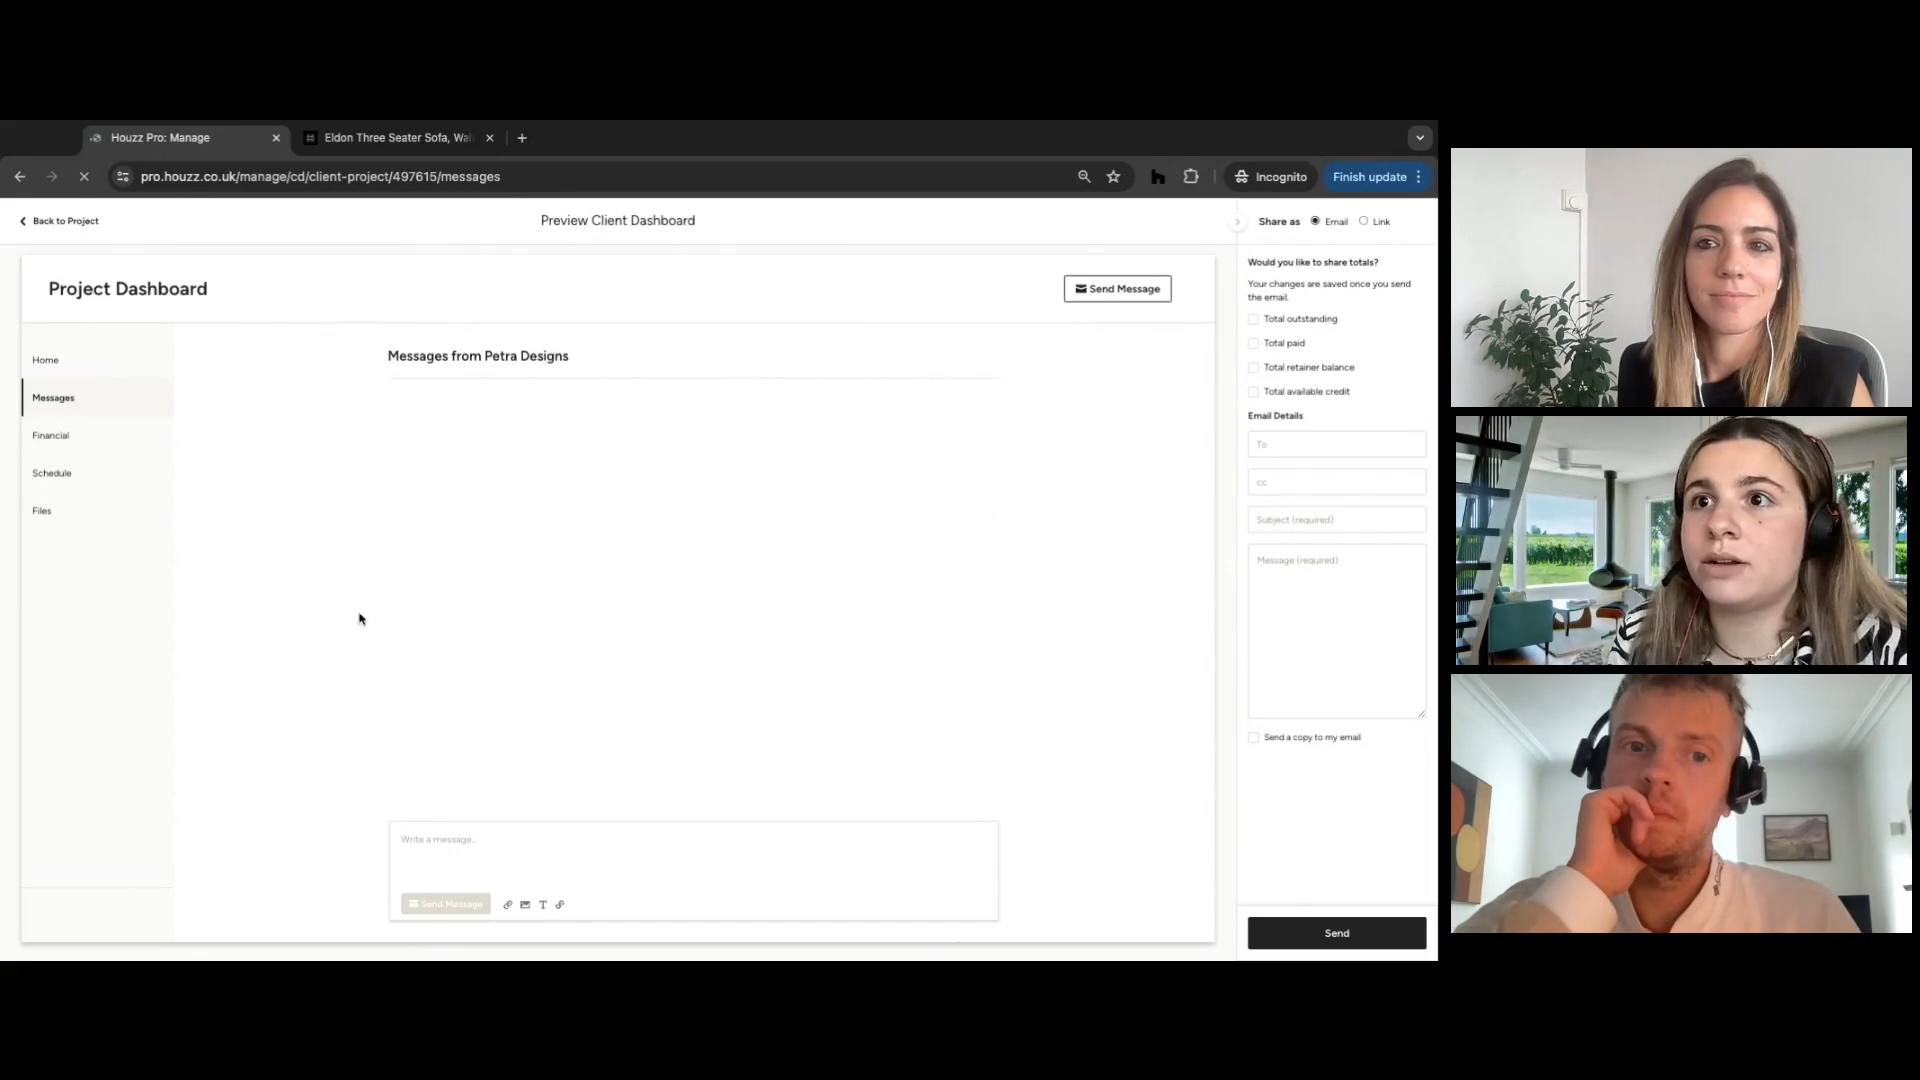 Houzz Pro: Manage
Eldon Three Seater Sofa, Wal
pro.houzz.co.uk/manage/cd/client-project/497615/messages
Incognito
Finish update
Back to Project
Preview Client Dashboard
Share as
Email
Link
Project Dashboard
Send Message
Home
Messages
Financial
Schedule
Files
Messages from Petra Designs
Write a message..
Send Message
Would you like to share totals?
Your changes are saved once you send
the email.
Total outstanding
Total paid
Total retainer balance
Total available credit
Email Details
To
cc
Subject (required)
Message (required)
Send a copy to my email
Send